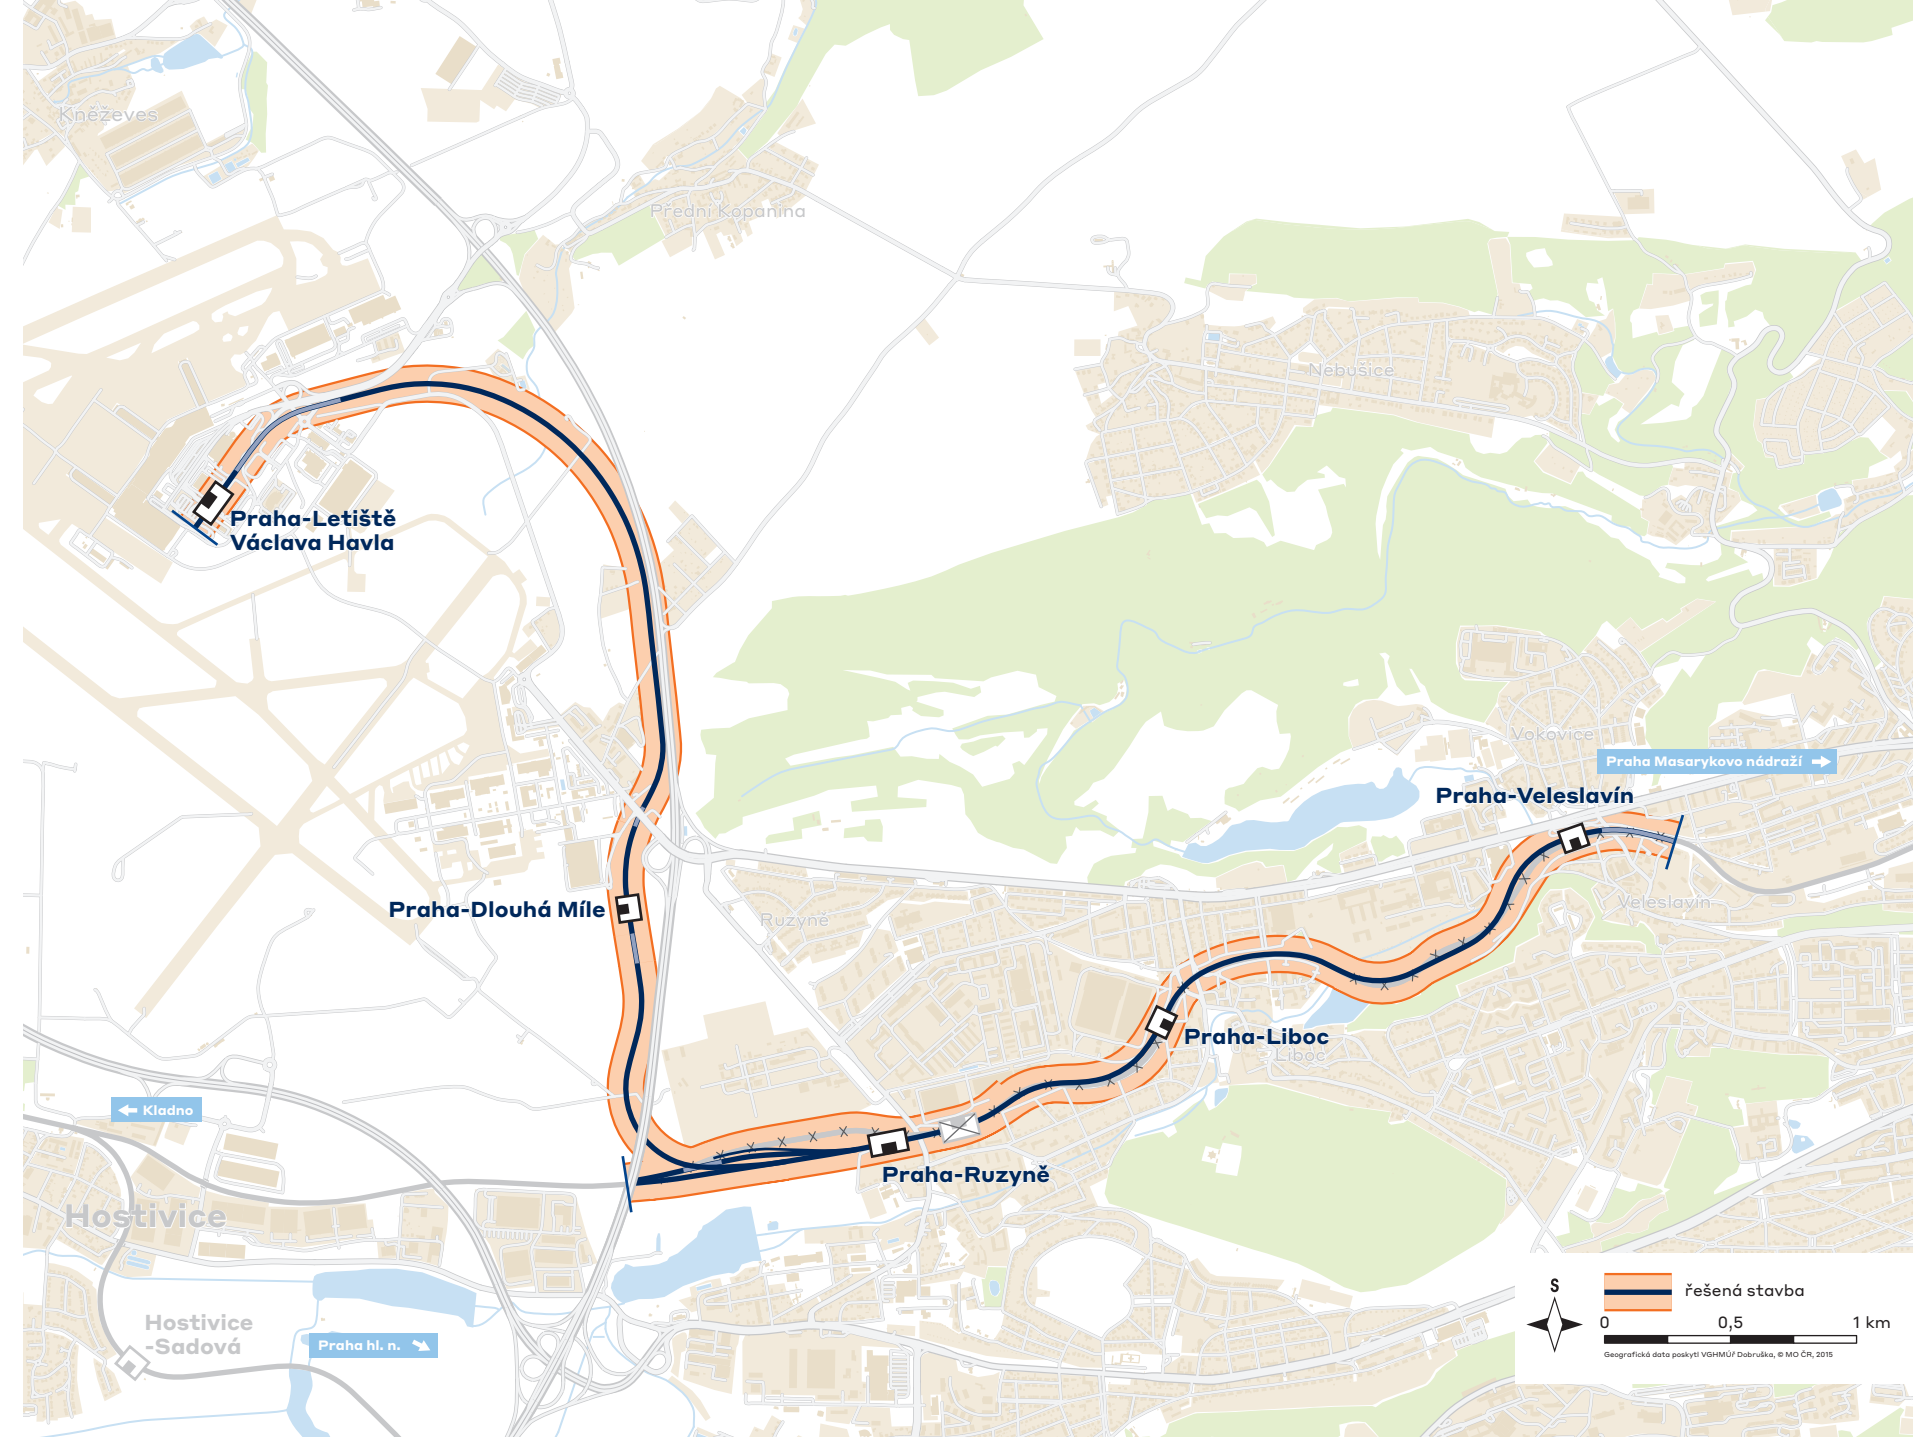 Kněževes
Přední Kopanina
Nebušice
Praha-Letiště
Václava Havla
Vokovice
Praha Masarykovo nádraží
Praha-Veleslavín
Veleslavín
Praha-Dlouhá Míle
Ruzyně
Praha-Liboc
Liboc
Kladno
Praha-Ruzyně
Hostivice
Hostivice
-Sadová
Praha hl. n.
S
řešená stavba
0 0,5 1 km
Geografická data poskytl VGHMÚř Dobruška, © MO ČR, 2015